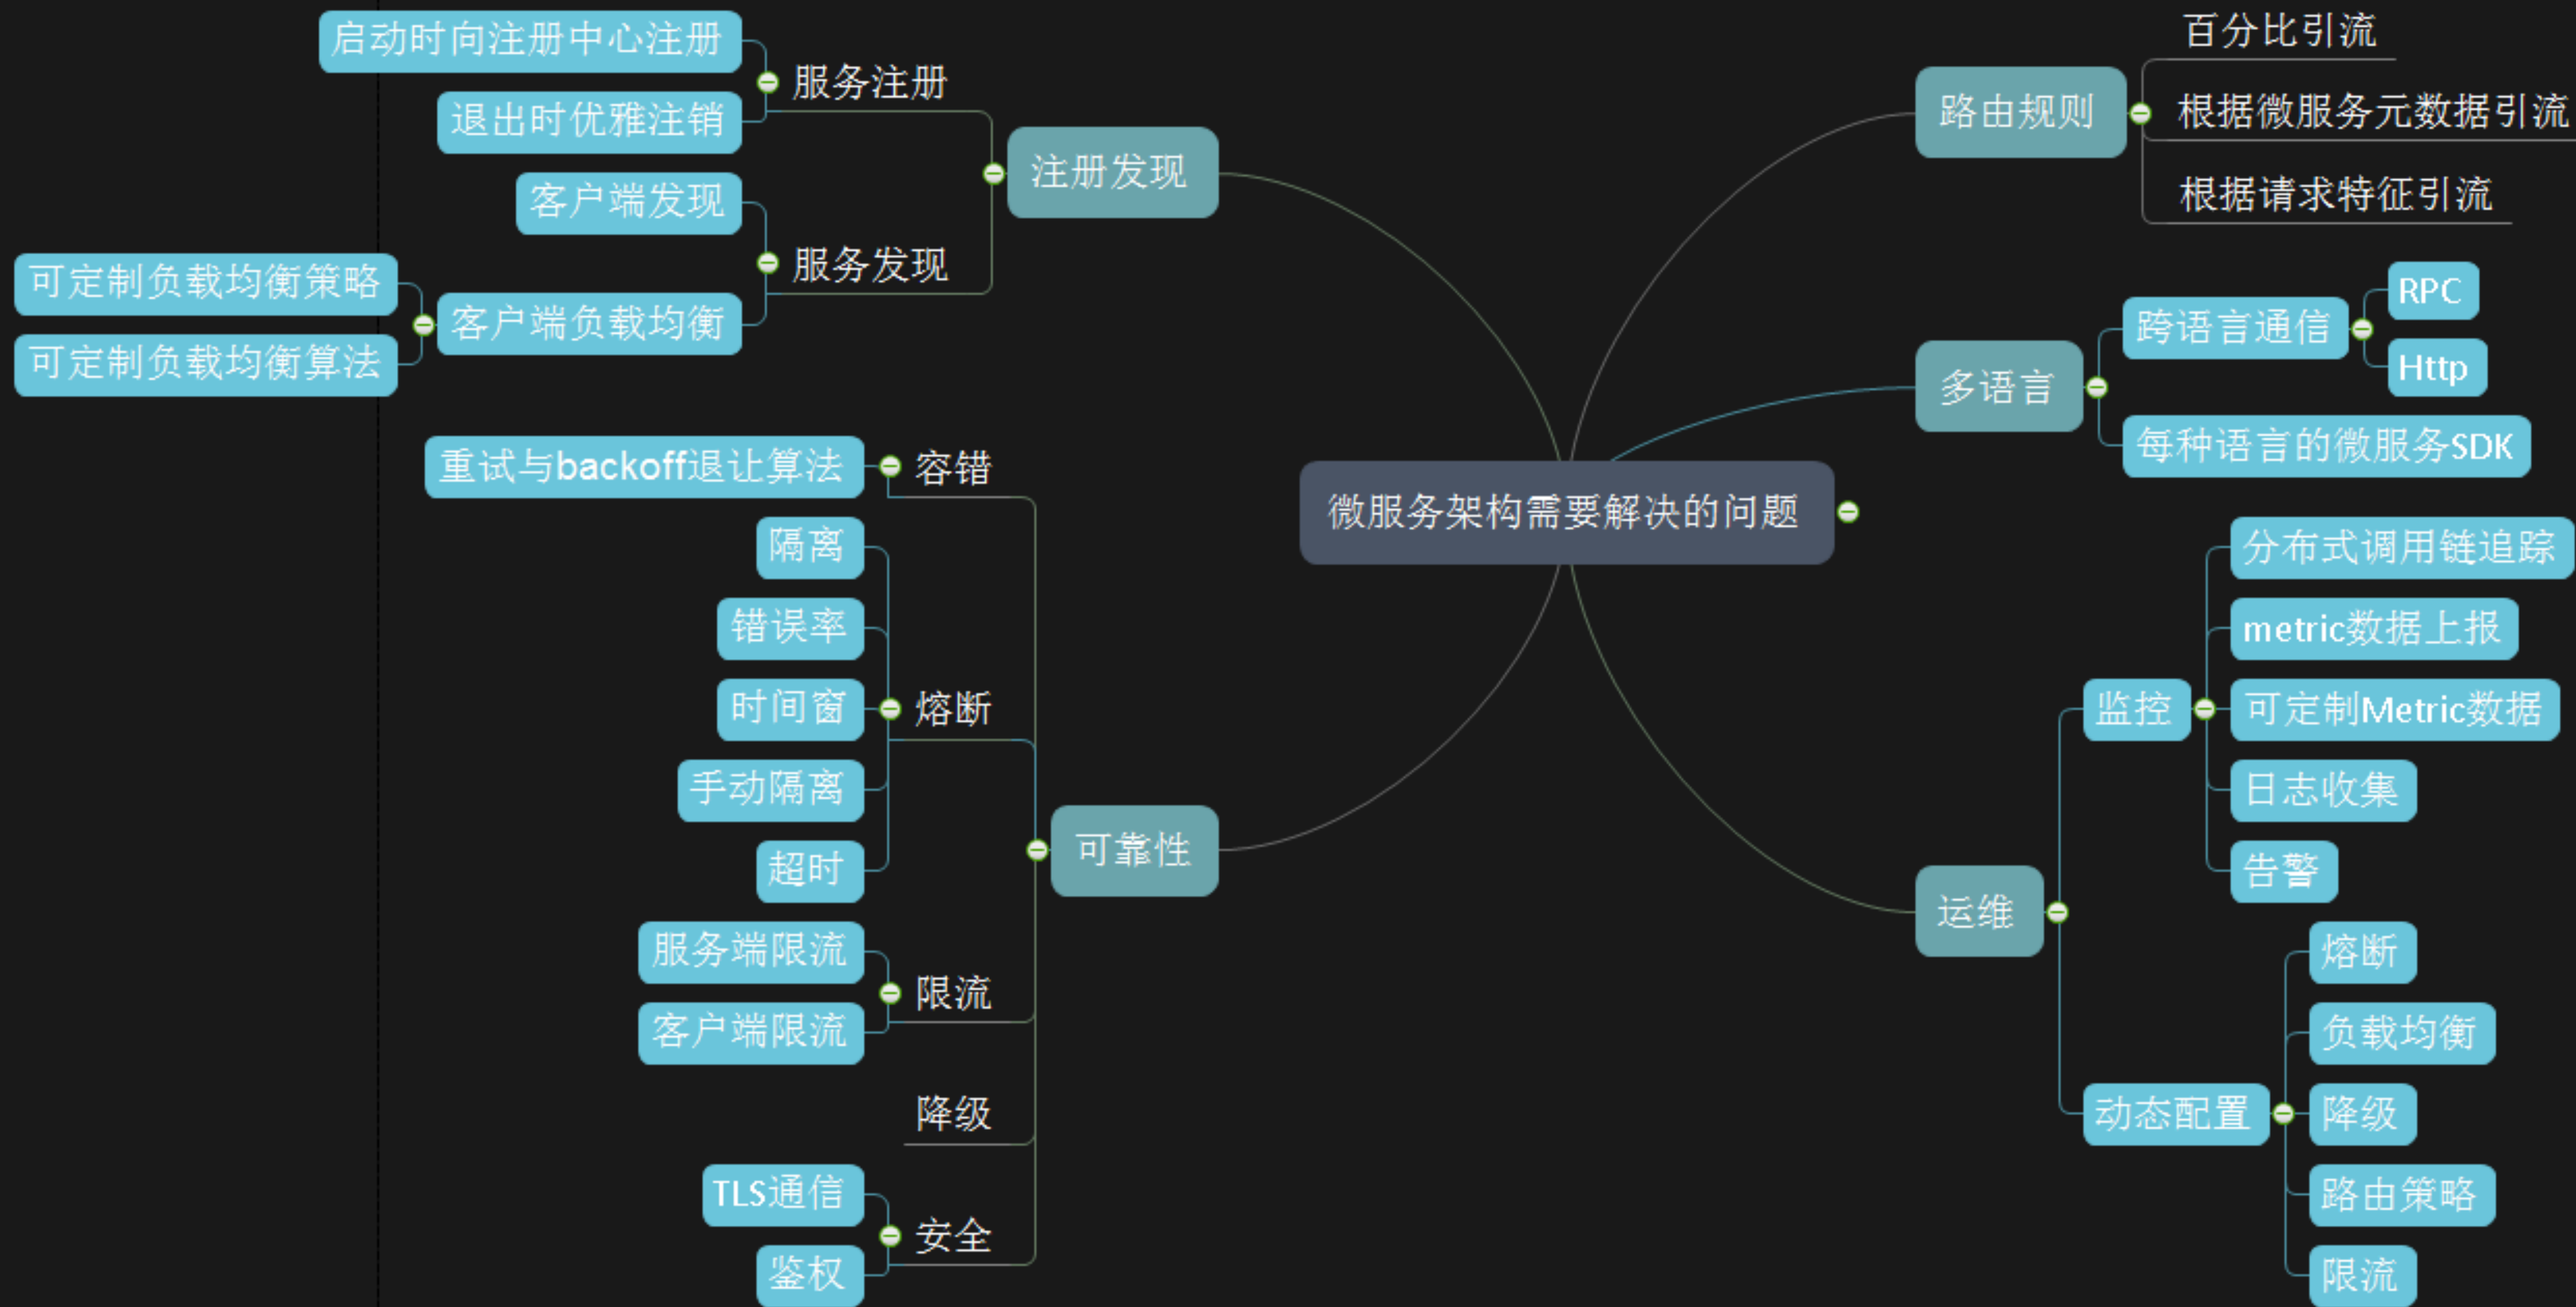 微服务架构需要解决的问题
注册发现
服务注册
启动时向注册中心注册
退出时优雅注销
服务发现
客户端发现
客户端负载均衡
可定制负载均衡策略
可定制负载均衡算法
可靠性
容错
重试与backoff退让算法
熔断
隔离
错误率
时间窗
手动隔离
超时
限流
服务端限流
客户端限流
降级
安全
TLS通信
鉴权
路由规则
百分比引流
根据微服务元数据引流
根据请求特征引流
多语言
跨语言通信
RPC
Http
每种语言的微服务SDK
运维
监控
分布式调用链追踪
metric数据上报
可定制Metric数据
日志收集
告警
动态配置
熔断
负载均衡
降级
路由策略
限流